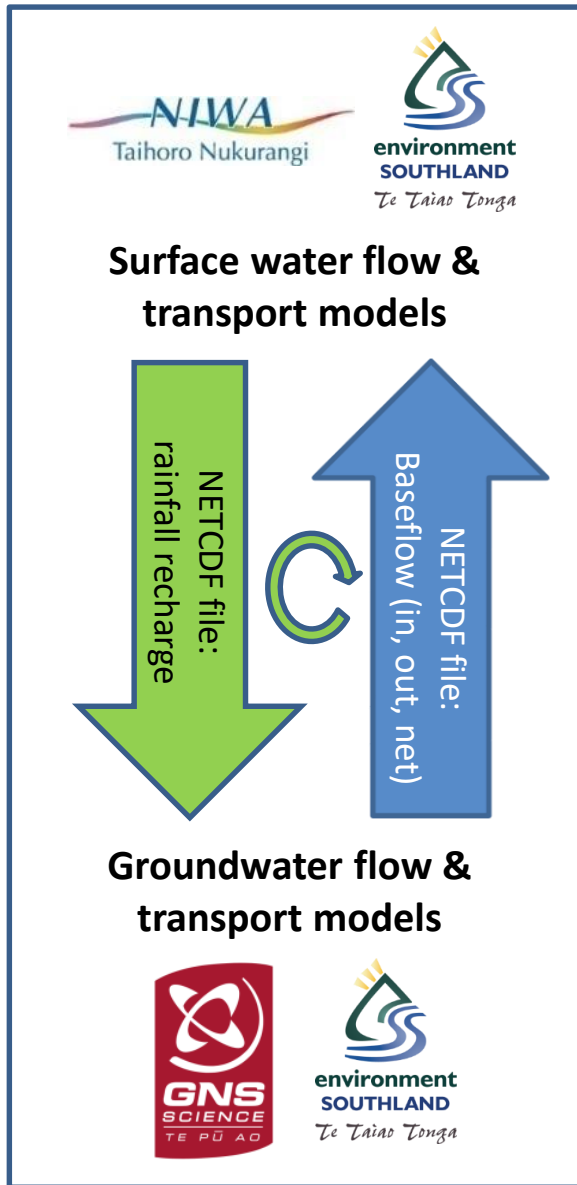 NIWA
Taihoro Nukurangi
environment
SOUTHLAND
Te Taiao Tonga
Surface water flow &
transport models
NETCDF file:
rainfall recharge
NETCDF file:
Baseflow (in, out, net)
Groundwater flow &
transport models
GNS
SCIENCE
TE PŪ AO
environment
SOUTHLAND
Te Taiao Tonga